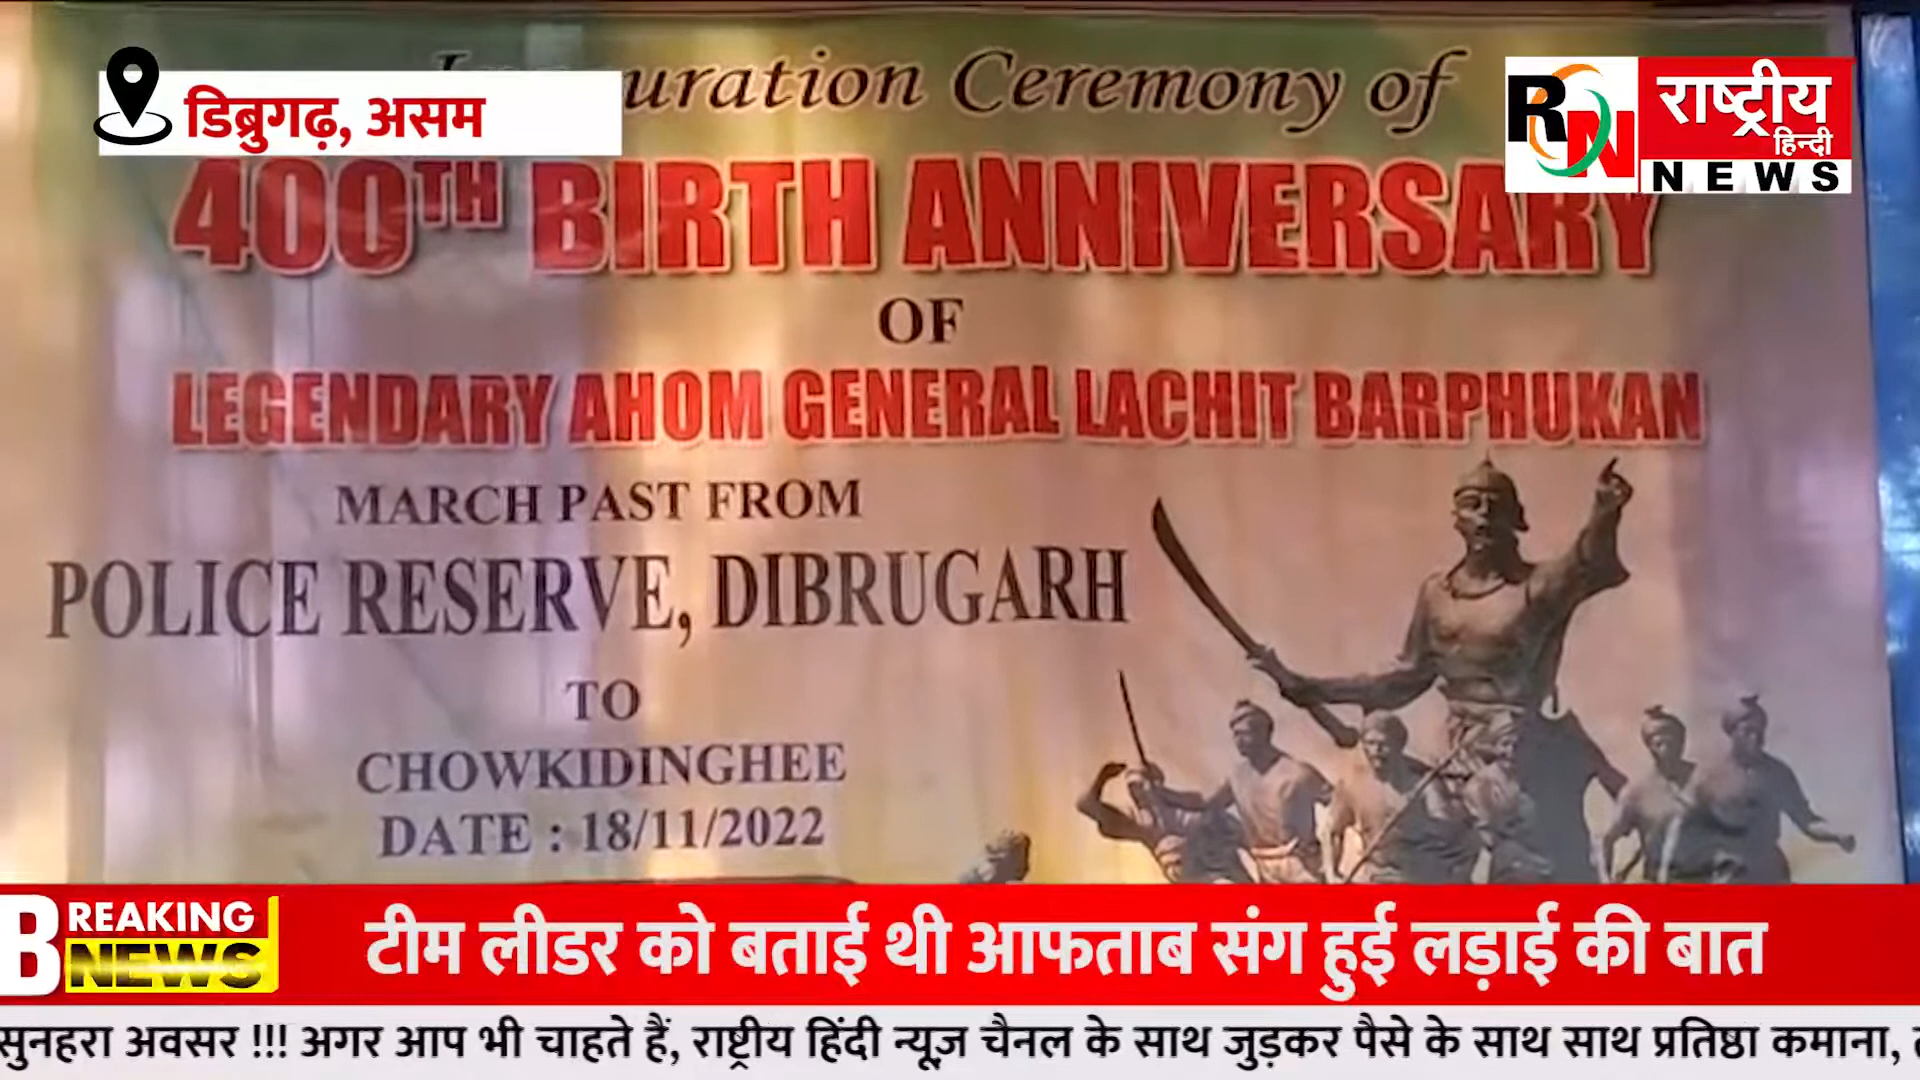 uration Ceremony of
डिब्रुगढ़, असम
RN राष्ट्रीय
हिन्दी
NEWS
400TH BIRTH ANNIVERSARY
OF
LEGENDARY AHOM GENERAL LACHIT BARPHUKAN
MARCH PAST FROM
POLICE RESERVE, DIBRUGARH
TO
CHOWKIDINGHEE
DATE : 18/11/2022
BREAKING
NEWS
टीम लीडर को बताई थी आफताब संग हुई लड़ाई की बात
सुनहरा अवसर !!! अगर आप भी चाहते हैं, राष्ट्रीय हिंदी न्यूज़ चैनल के साथ जुड़कर पैसे के साथ साथ प्रतिष्ठा कमाना,